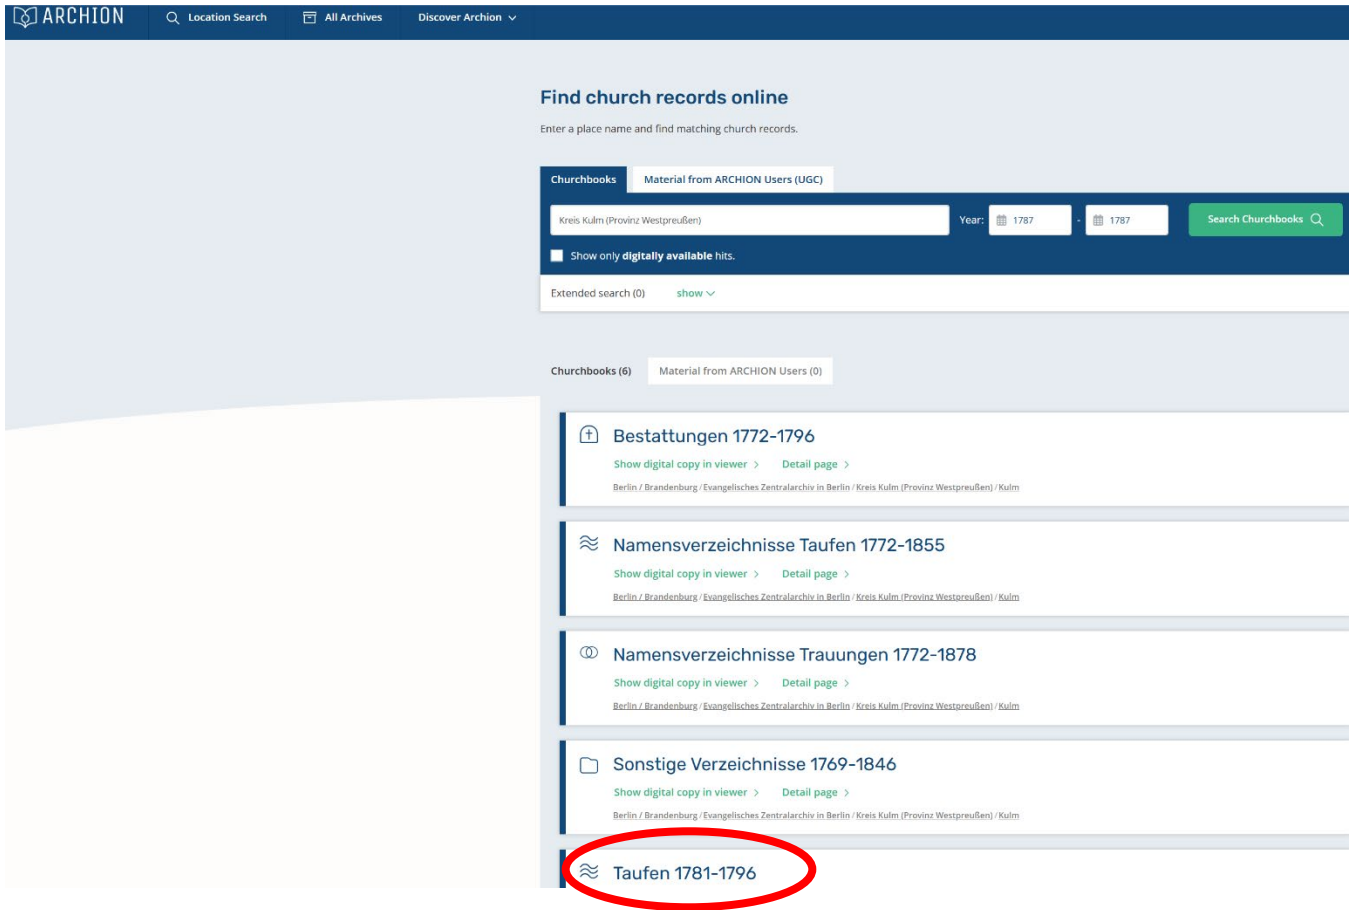 ARCHION Location Search All Archives Discover Archion
Find church records online
Enter a place name and find matching church records.
Churchbooks Material from ARCHION Users (UGC)
Kreis Kulm (Provinz Westpreußen) Year: 1787 - 1787 Search Churchbooks
Show only digitally available hits.
Extended search (0) show
Churchbooks (6) Material from ARCHION Users (0)
Bestattungen 1772-1796
Show digital copy in viewer > Detail page >
Berlin / Brandenburg / Evangelisches Zentralarchiv in Berlin / Kreis Kulm (Provinz Westpreußen) / Kulm
Namensverzeichnisse Taufen 1772-1855
Show digital copy in viewer > Detail page >
Berlin / Brandenburg / Evangelisches Zentralarchiv in Berlin / Kreis Kulm (Provinz Westpreußen) / Kulm
Namensverzeichnisse Trauungen 1772-1878
Show digital copy in viewer > Detail page >
Berlin / Brandenburg / Evangelisches Zentralarchiv in Berlin / Kreis Kulm (Provinz Westpreußen) / Kulm
Sonstige Verzeichnisse 1769-1846
Show digital copy in viewer > Detail page >
Berlin / Brandenburg / Evangelisches Zentralarchiv in Berlin / Kreis Kulm (Provinz Westpreußen) / Kulm
Taufen 1781-1796